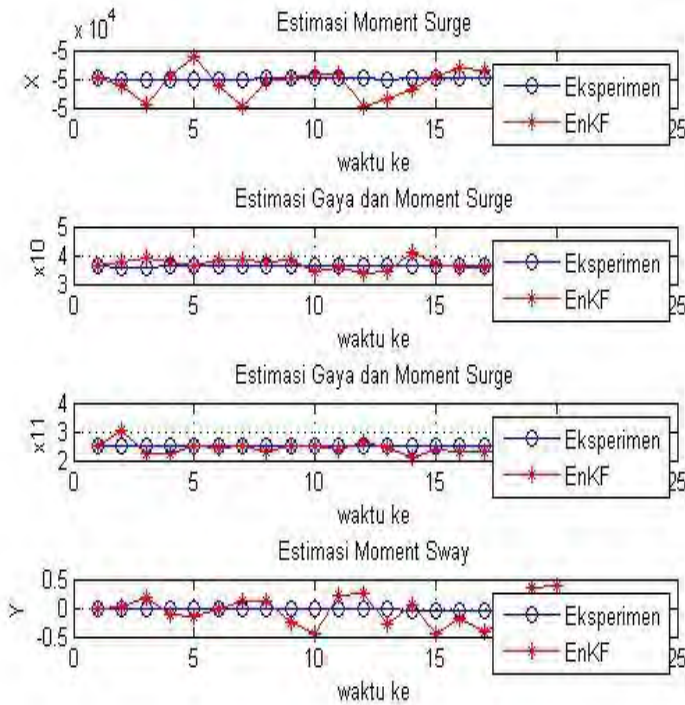 Estimasi Moment Surge
x 10^4
-5
-5
-5
X
0 5 10 15 25
waktu ke
Eksperimen
EnKF
Estimasi Gaya dan Moment Surge
5
4
3
x10
0 5 10 15 25
waktu ke
Eksperimen
EnKF
Estimasi Gaya dan Moment Surge
4
3
2
x11
0 5 10 15 25
waktu ke
Eksperimen
EnKF
Estimasi Moment Sway
0.5
0
-0.5
Y
0 5 10 15 25
waktu ke
Eksperimen
EnKF